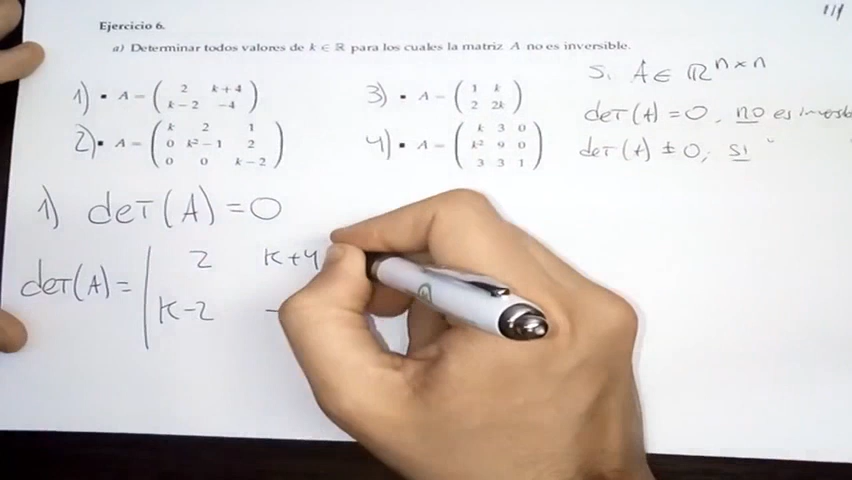 Ejercicio 6.
a) Determinar todos valores de k ∈ ℝ para los cuales la matriz A no es inversible.
1) ▪ A = ( 2 k+4
k−2 −4 )
2) ▪ A = ( k 2 1
0 k²−1 2
0 0 k−2 )
3) ▪ A = ( 1 k
2 2k )
4) ▪ A = ( k 3 0
k² 9 0
3 3 1 )
Si A ∈ ℝ n×n
det(A) = 0, no es
det(A) ± 0; si "
1) det(A) = 0
det(A) = | 2 k+4
k−2 −